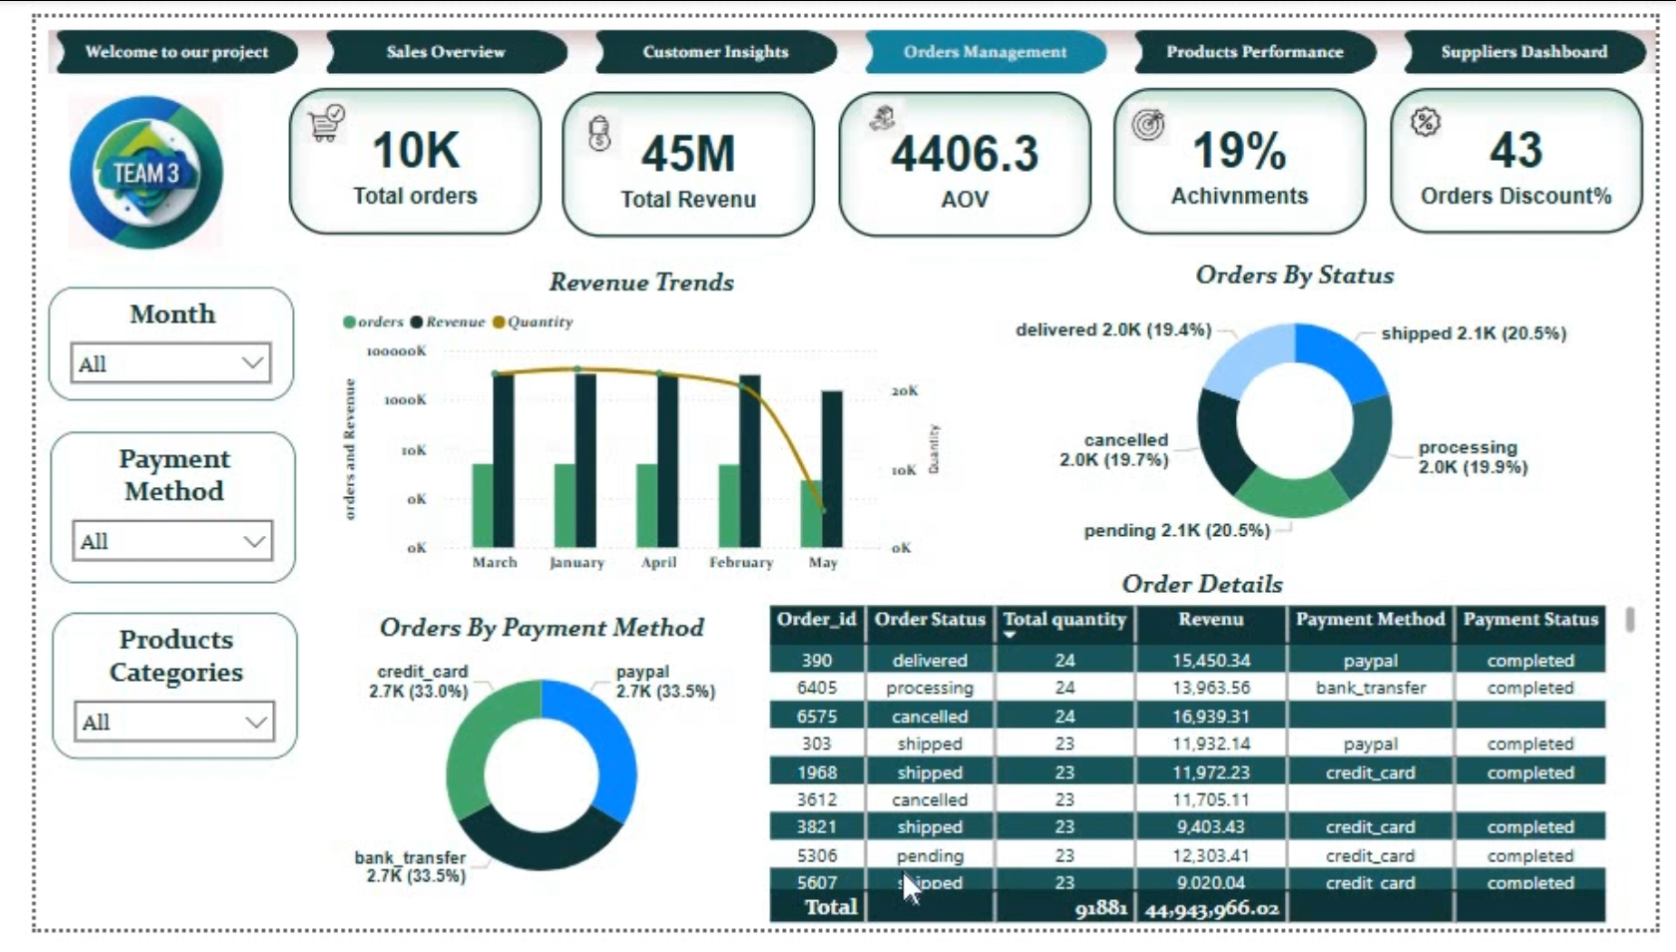 Welcome to our project
Sales Overview
Customer Insights
Orders Management
Products Performance
Suppliers Dashboard
TEAM 3
10K
Total orders
45M
Total Revenu
4406.3
AOV
19%
Achivnments
43
Orders Discount%
Month
All
Payment
Method
All
Products
Categories
All
Revenue Trends
orders Revenue Quantity
orders and Revenue
100000K
1000K
10K
0K
0K
20K
10K
0K
Quantity
March January April February May
Orders By Status
delivered 2.0K (19.4%)
shipped 2.1K (20.5%)
cancelled
2.0K (19.7%)
processing
2.0K (19.9%)
pending 2.1K (20.5%)
Orders By Payment Method
credit_card
2.7K (33.0%)
paypal
2.7K (33.5%)
bank_transfer
2.7K (33.5%)
Order Details
Order_id Order Status Total quantity Revenu Payment Method Payment Status
390 delivered 24 15,450.34 paypal completed
6405 processing 24 13,963.56 bank_transfer completed
6575 cancelled 24 16,939.31
303 shipped 23 11,932.14 paypal completed
1968 shipped 23 11,972.23 credit_card completed
3612 cancelled 23 11,705.11
3821 shipped 23 9,403.43 credit_card completed
5306 pending 23 12,303.41 credit_card completed
5607 shipped 23 9,020.04 credit_card completed
Total 91881 44,943,966.02